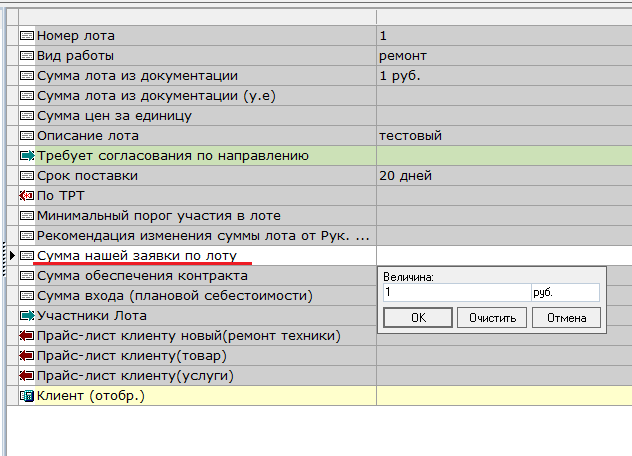 Номер лота 1
Вид работы ремонт
Сумма лота из документации 1 руб.
Сумма лота из документации (у.е)
Сумма цен за единицу
Описание лота тестовый
Требует согласования по направлению
Срок поставки 20 дней
По ТРТ
Минимальный порог участия в лоте
Рекомендация изменения суммы лота от Рук. ...
Сумма нашей заявки по лоту
Сумма обеспечения контракта
Величина:
Сумма входа (плановой себестоимости)
1 руб.
Участники Лота
OK Очистить Отмена
Прайс-лист клиенту новый(ремонт техники)
Прайс-лист клиенту(товар)
Прайс-лист клиенту(услуги)
Клиент (отобр.)